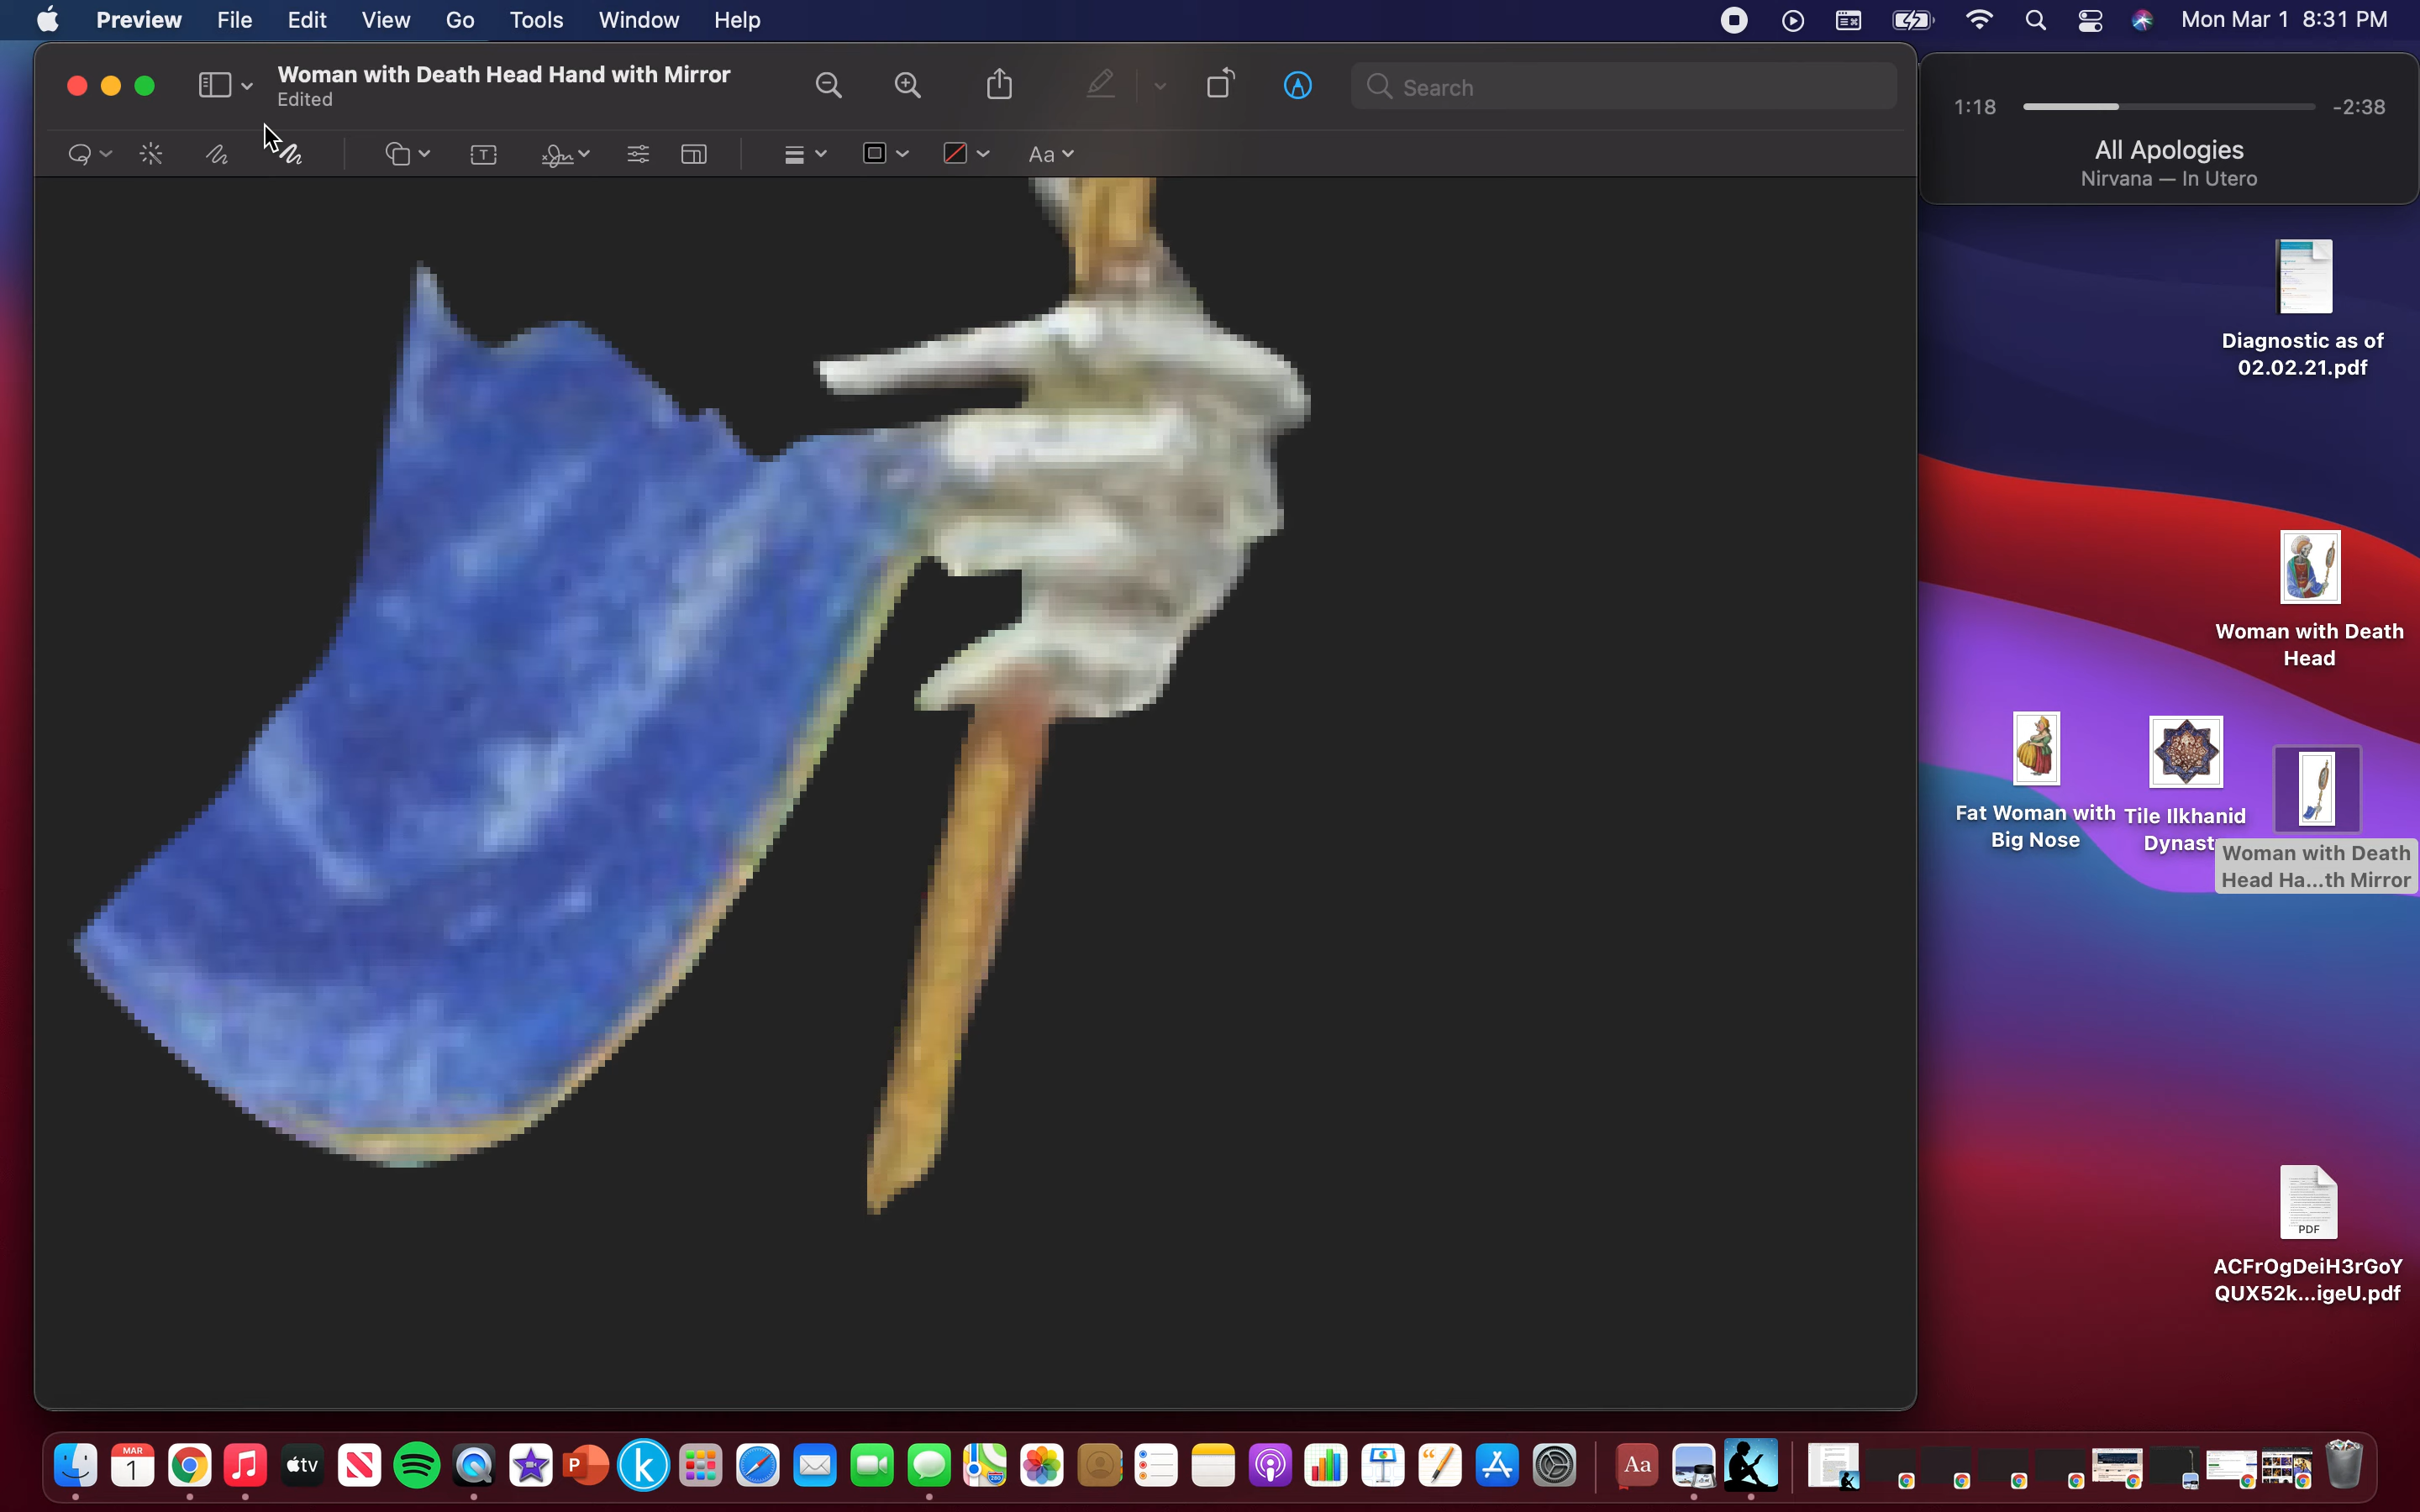 Preview File Edit View Go Tools Window Help Mon Mar 1 8:31 PM
Woman with Death Head Hand with Mirror
Edited
Search
T
Aa
1:18 -2:38
All Apologies
Nirvana — In Utero
Diagnostic as of
02.02.21.pdf
Woman with Death
Head
Fat Woman with
Big Nose
Tile Ilkhanid
Dynast
Woman with Death
Head Ha...th Mirror
PDF
ACFrOgDeiH3rGoY
QUX52k...igeU.pdf
MAR
1
tv
P
k
280
Aa